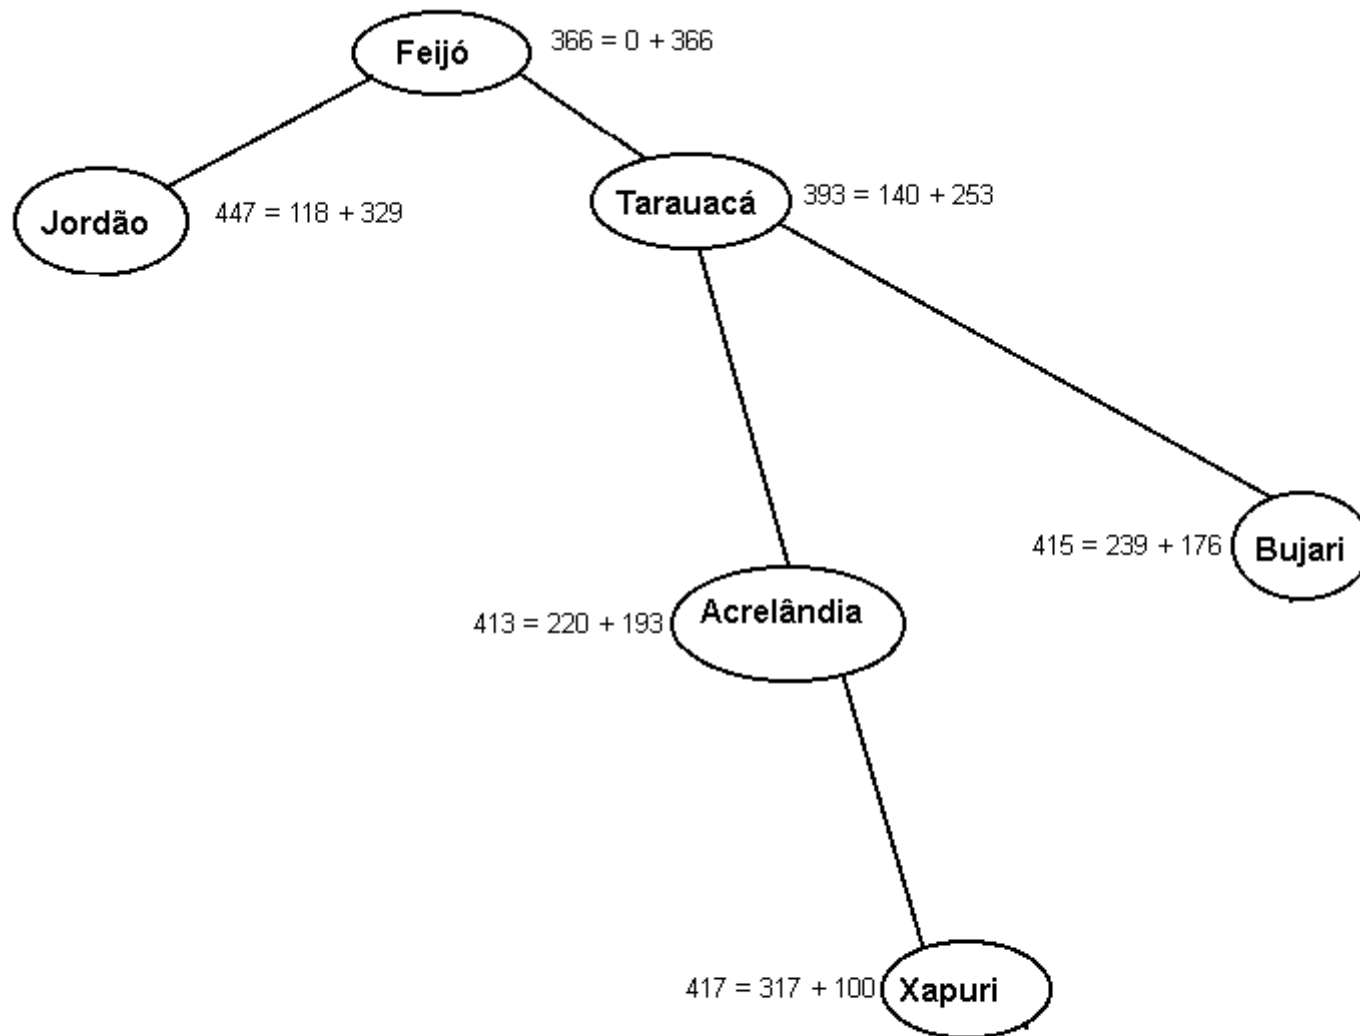 Feijó
366 = 0 + 366
Jordão
447 = 118 + 329
Tarauacá
393 = 140 + 253
415 = 239 + 176
Bujari
413 = 220 + 193
Acrelândia
417 = 317 + 100
Xapuri